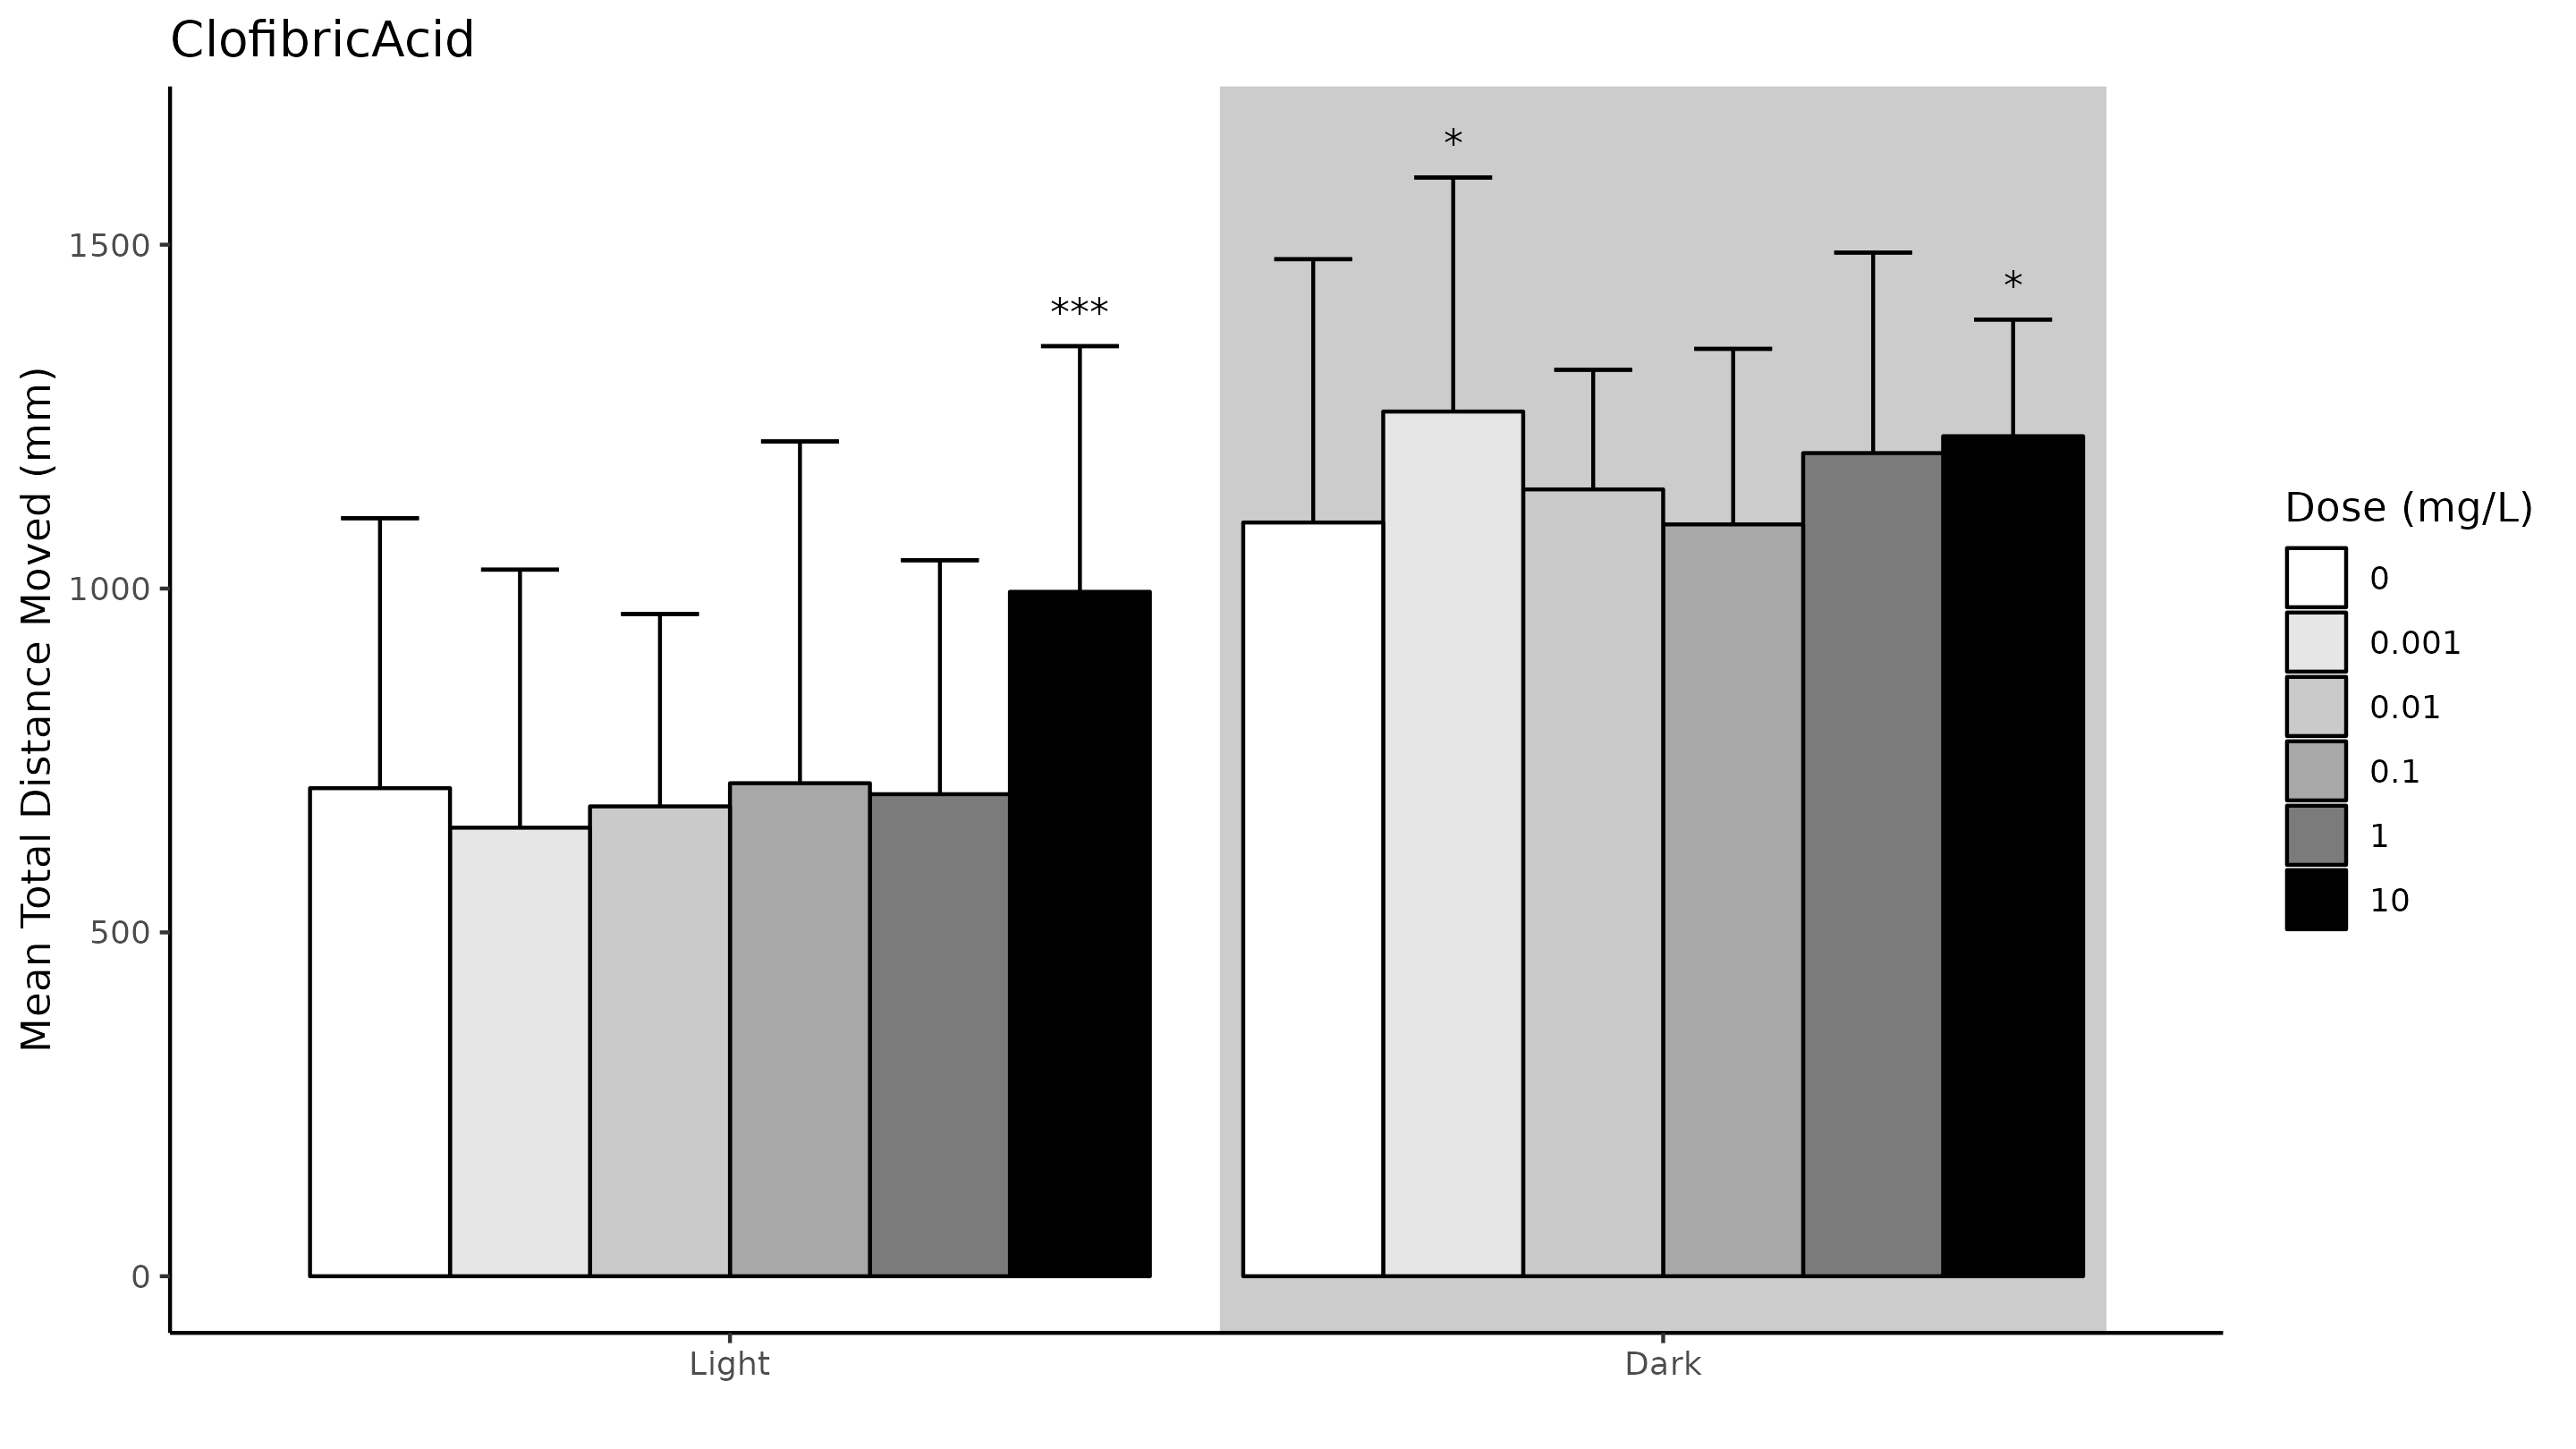 ClofibricAcid
Mean Total Distance Moved (mm)
1500
1000
500
0
***
*
*
Light
Dark
Dose (mg/L)
0
0.001
0.01
0.1
1
10